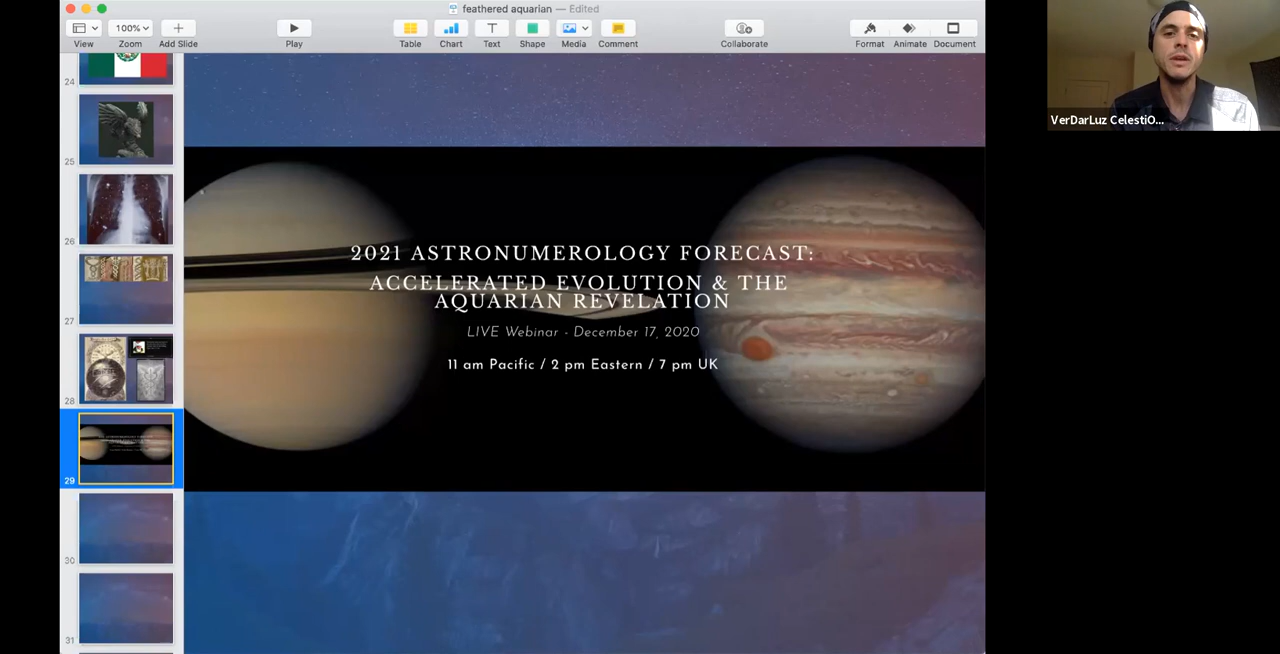 feathered aquarian — Edited
100%
View
Zoom
Add Slide
Play
Table
Chart
Text
Shape
Media
Comment
Collaborate
Format
Animate
Document
24
25
26
27
28
29
30
31
2021 ASTRONUMEROLOGY FORECAST:
ACCELERATED EVOLUTION & THE
AQUARIAN REVELATION
LIVE Webinar - December 17, 2020
11 am Pacific / 2 pm Eastern / 7 pm UK
VerDarLuz CelestiO...